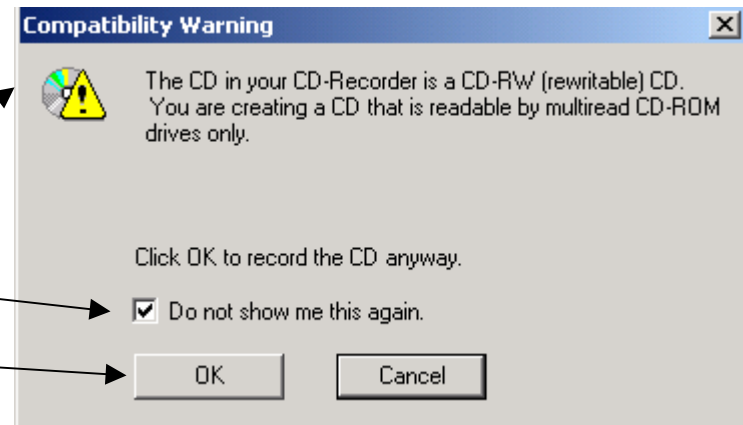 Compatibility Warning
The CD in your CD-Recorder is a CD-RW (rewritable) CD.
You are creating a CD that is readable by multiread CD-ROM
drives only.
Click OK to record the CD anyway.
Do not show me this again.
OK
Cancel